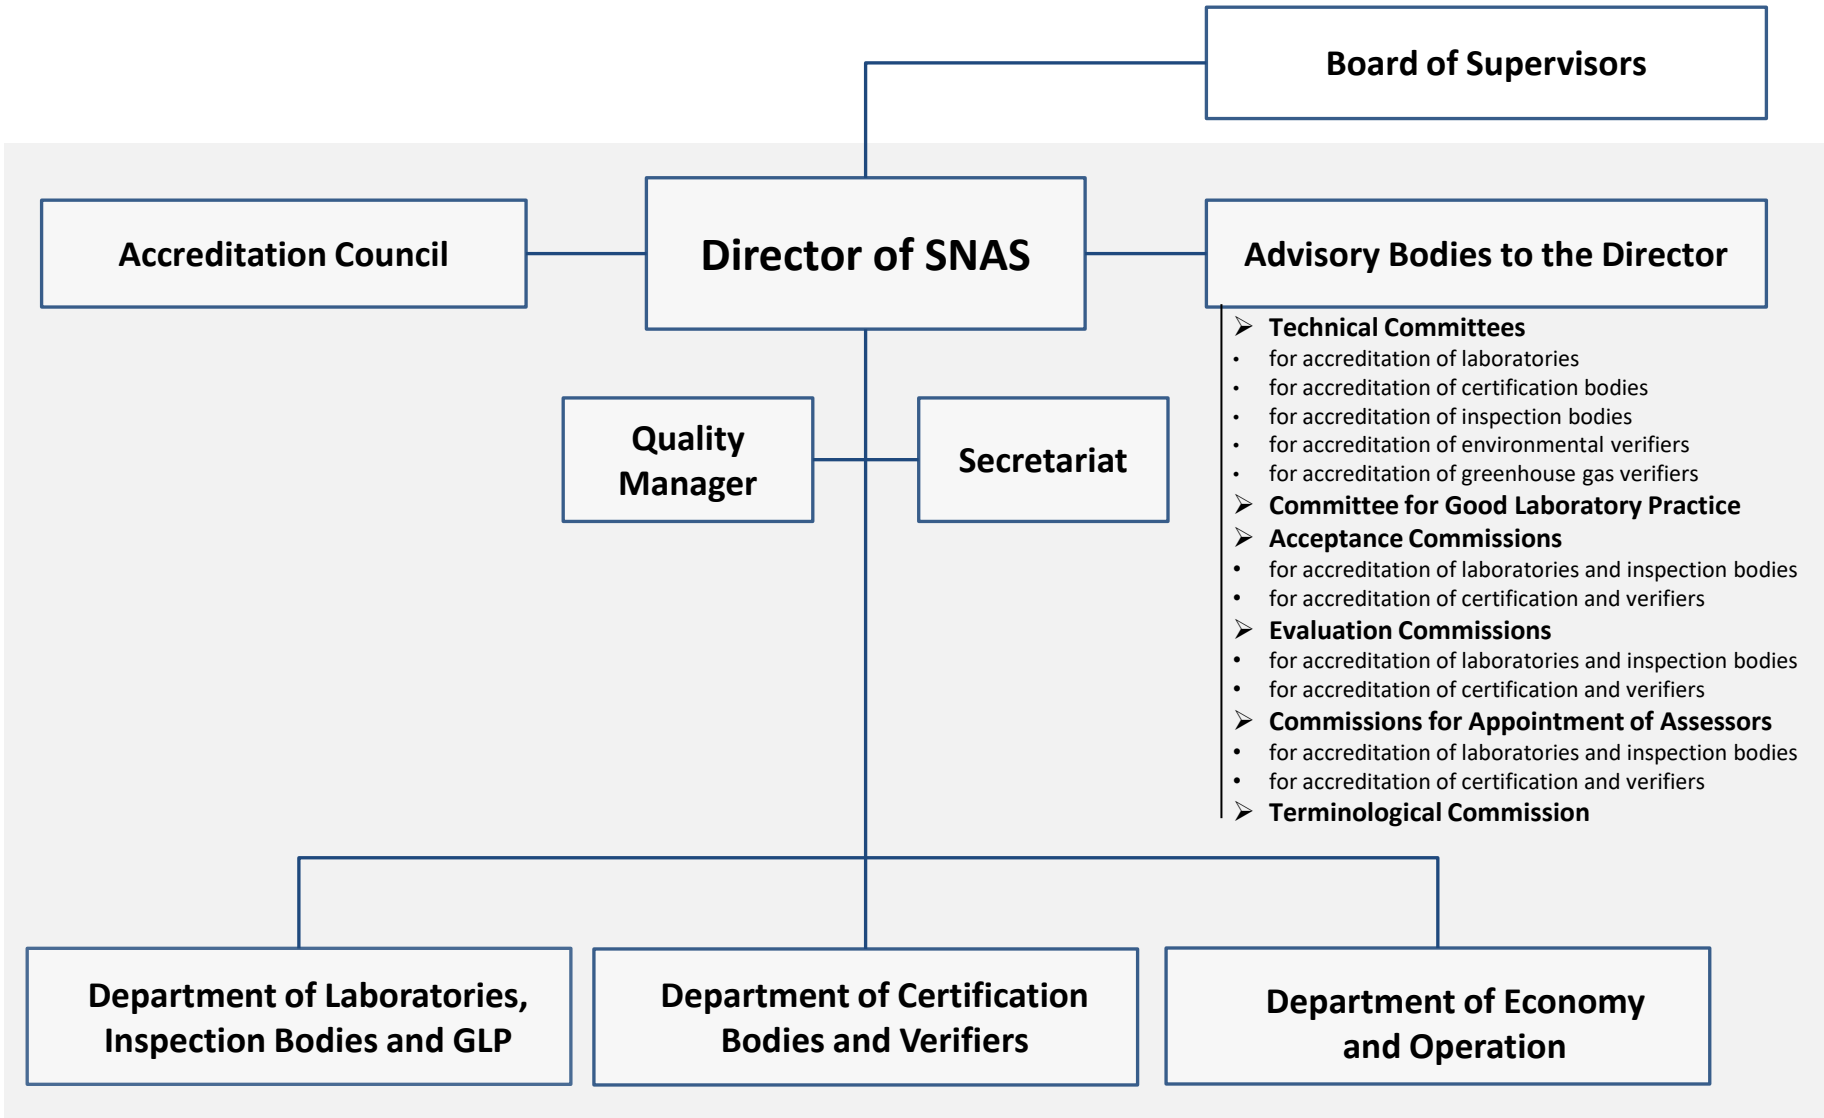 Board of Supervisors
Accreditation Council
Director of SNAS
Advisory Bodies to the Director
➢ Technical Committees
• for accreditation of laboratories
• for accreditation of certification bodies
• for accreditation of inspection bodies
• for accreditation of environmental verifiers
• for accreditation of greenhouse gas verifiers
➢ Committee for Good Laboratory Practice
➢ Acceptance Commissions
• for accreditation of laboratories and inspection bodies
• for accreditation of certification and verifiers
➢ Evaluation Commissions
• for accreditation of laboratories and inspection bodies
• for accreditation of certification and verifiers
➢ Commissions for Appointment of Assessors
• for accreditation of laboratories and inspection bodies
• for accreditation of certification and verifiers
➢ Terminological Commission
Quality
Manager
Secretariat
Department of Laboratories,
Inspection Bodies and GLP
Department of Certification
Bodies and Verifiers
Department of Economy
and Operation